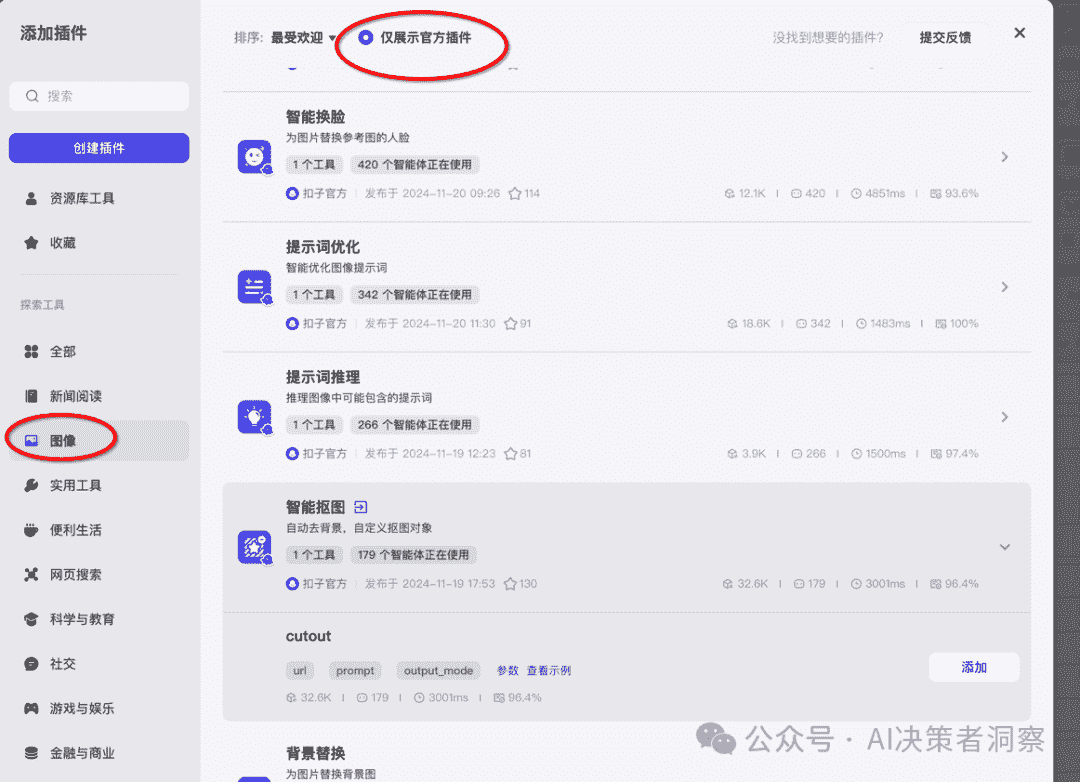 添加插件
搜索
创建插件
资源库工具
收藏
探索工具
全部
新闻阅读
图像
实用工具
便利生活
网页搜索
科学与教育
社交
游戏与娱乐
金融与商业
排序: 最受欢迎 仅展示官方插件 没找到想要的插件? 提交反馈
智能换脸
为图片替换参考图的人脸
1 个工具 420 个智能体正在使用
扣子官方 发布于 2024-11-20 09:26 114 12.1K 420 4851ms 93.6%
提示词优化
智能优化图像提示词
1 个工具 342 个智能体正在使用
扣子官方 发布于 2024-11-20 11:30 91 18.6K 342 1483ms 100%
提示词推理
推理图像中可能包含的提示词
1 个工具 266 个智能体正在使用
扣子官方 发布于 2024-11-19 12:23 81 3.9K 266 1500ms 97.4%
智能抠图
自动去背景，自定义抠图对象
1 个工具 179 个智能体正在使用
扣子官方 发布于 2024-11-19 17:53 130 32.6K 179 3001ms 96.4%
cutout
url prompt output_mode 参数 查看示例
添加
32.6K 179 3001ms 96.4%
背景替换
为图片替换背景图
公众号 · AI决策者洞察